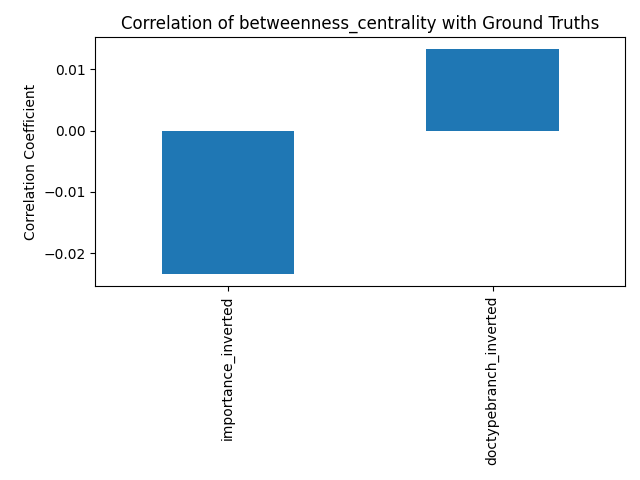 Correlation of betweenness_centrality with Ground Truths
Correlation Coefficient
0.01
0.00
−0.01
−0.02
importance_inverted
doctypebranch_inverted